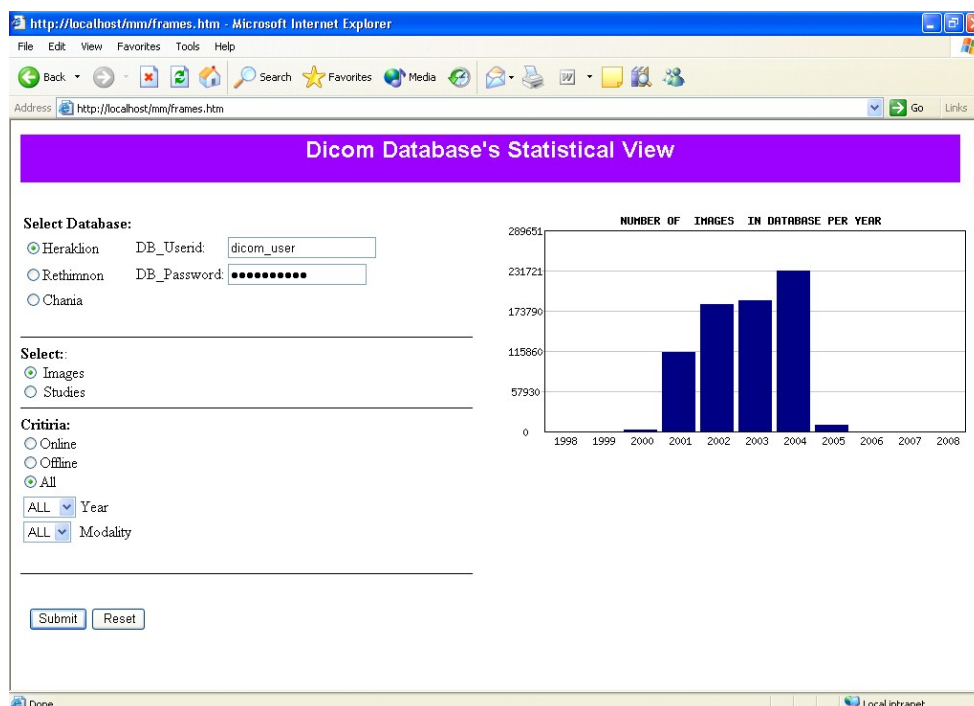 http://localhost/mm/frames.htm - Microsoft Internet Explorer
File Edit View Favorites Tools Help
Back Search Favorites Media
Address http://localhost/mm/frames.htm Go Links
Dicom Database's Statistical View
Select Database:
Heraklion DB_Userid: dicom_user
Rethimnon DB_Password: ●●●●●●●●●●
Chania
Select::
Images
Studies
Critiria:
Online
Offline
All
ALL Year
ALL Modality
Submit Reset
NUMBER OF IMAGES IN DATABASE PER YEAR
289651
231721
173790
115860
57930
0
1998 1999 2000 2001 2002 2003 2004 2005 2006 2007 2008
Done Local intranet